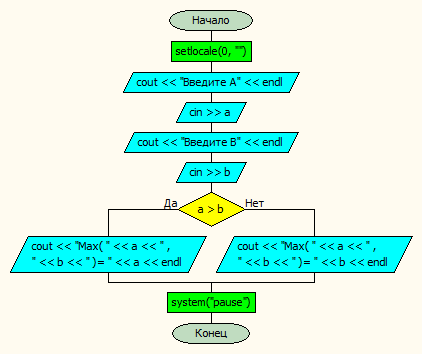 Начало
setlocale(0, "")
cout << "Введите A" << endl
cin >> a
cout << "Введите B" << endl
cin >> b
a > b
Да
Нет
cout << "Max( " << a << " ,
" << b << " )= " << a << endl
cout << "Max( " << a << " ,
" << b << " )= " << b << endl
system("pause")
Конец